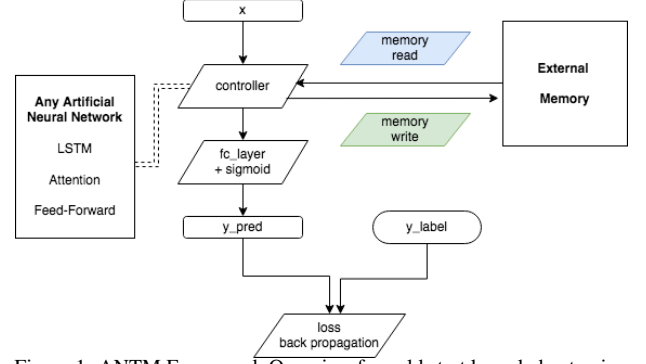 x
memory
read
controller
External
Memory
Any Artificial
Neural Network
LSTM
Attention
Feed-Forward
memory
write
fc_layer
+ sigmoid
y_pred
y_label
loss
back propagation